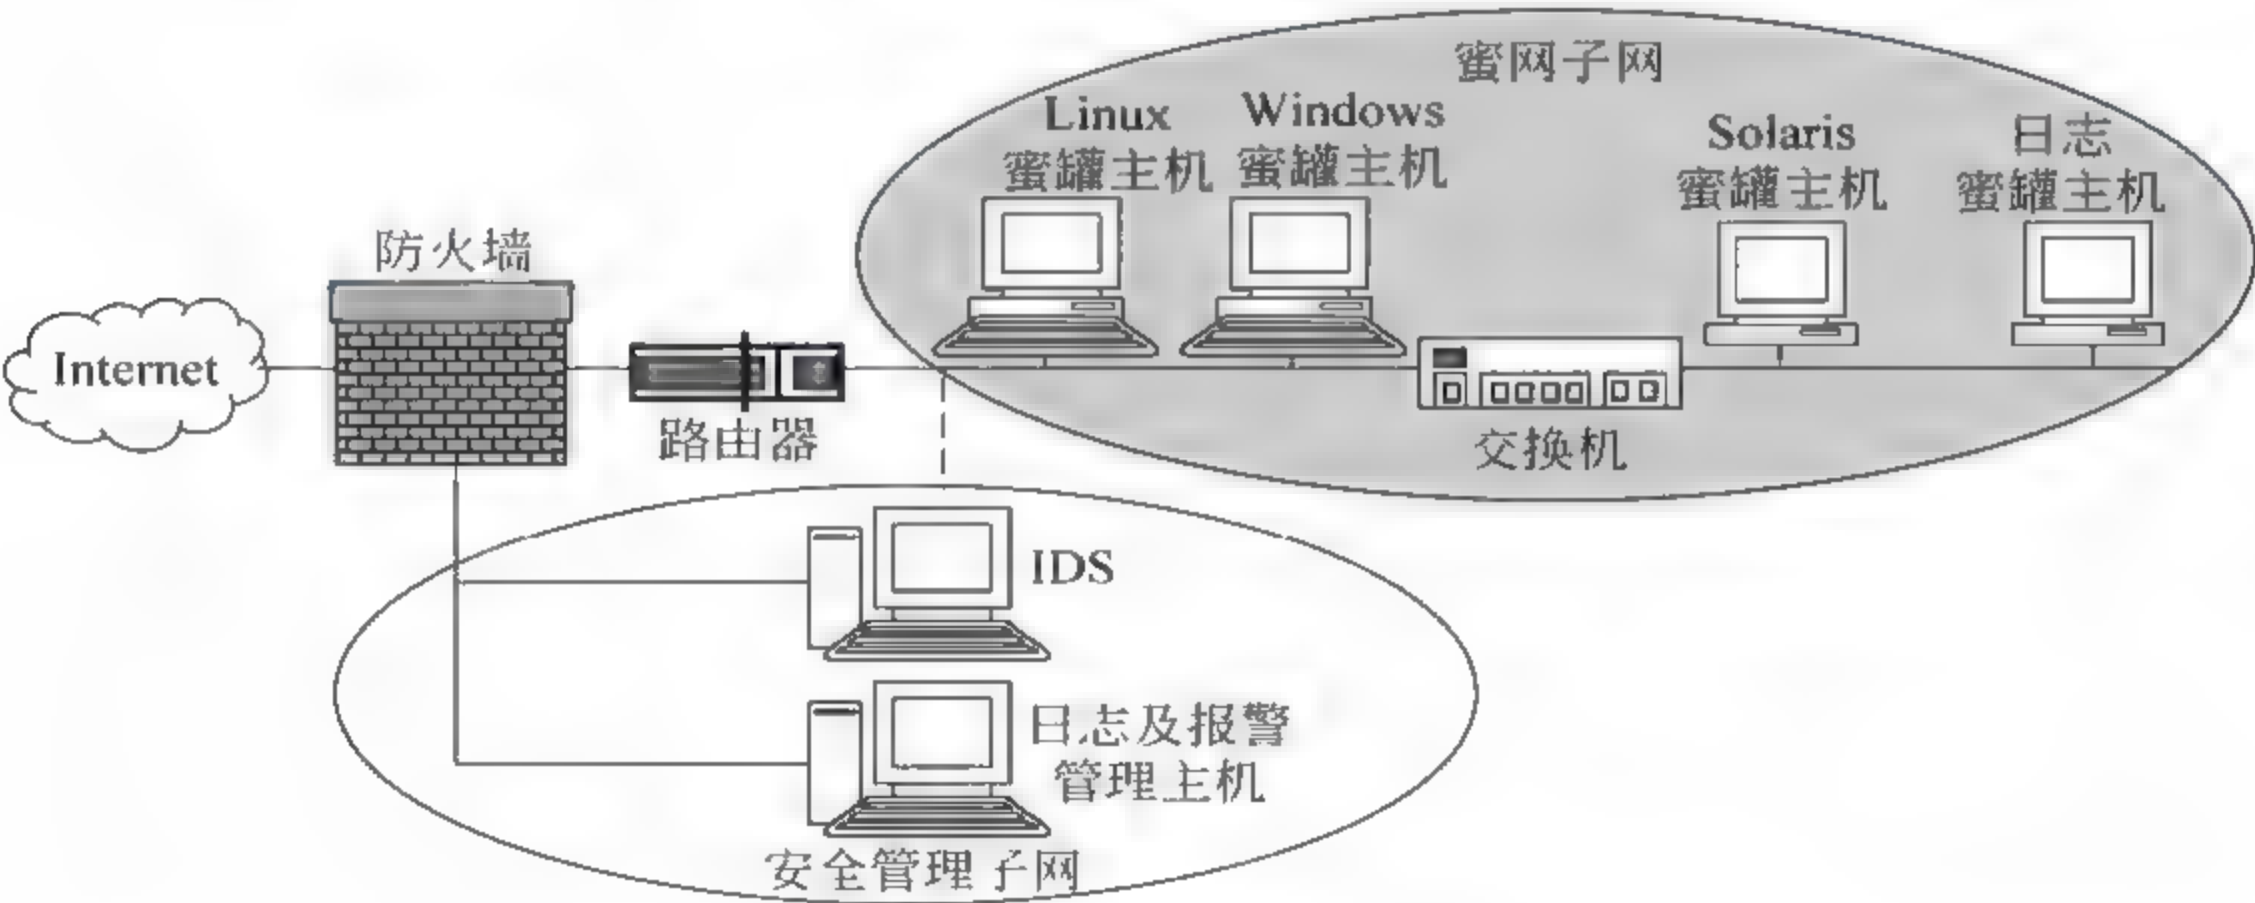 蜜网子网
Linux
蜜罐主机
Windows
蜜罐主机
Solaris
蜜罐主机
日志
蜜罐主机
防火墙
Internet
路由器
交换机
IDS
日志及报警
管理主机
安全管理子网